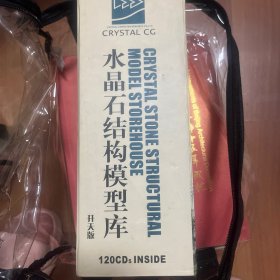 CRYSTAL CG
水晶石结构模型库
CRYSTAL STONE STRUCTURAL
MODEL STOREHOUSE
升天版
120CDs INSIDE